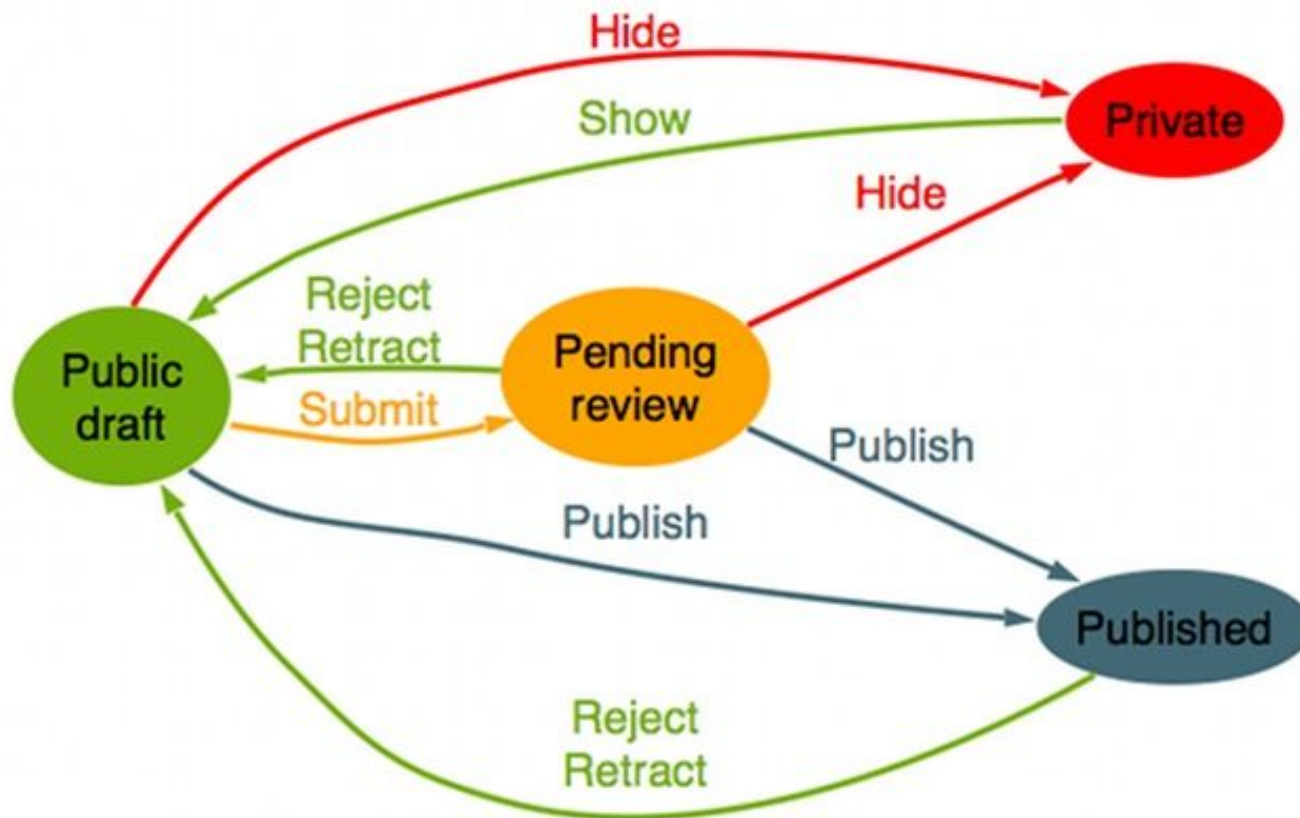 Hide
Private
Show
Hide
Reject
Retract
Public
draft
Pending
review
Submit
Publish
Publish
Published
Reject
Retract